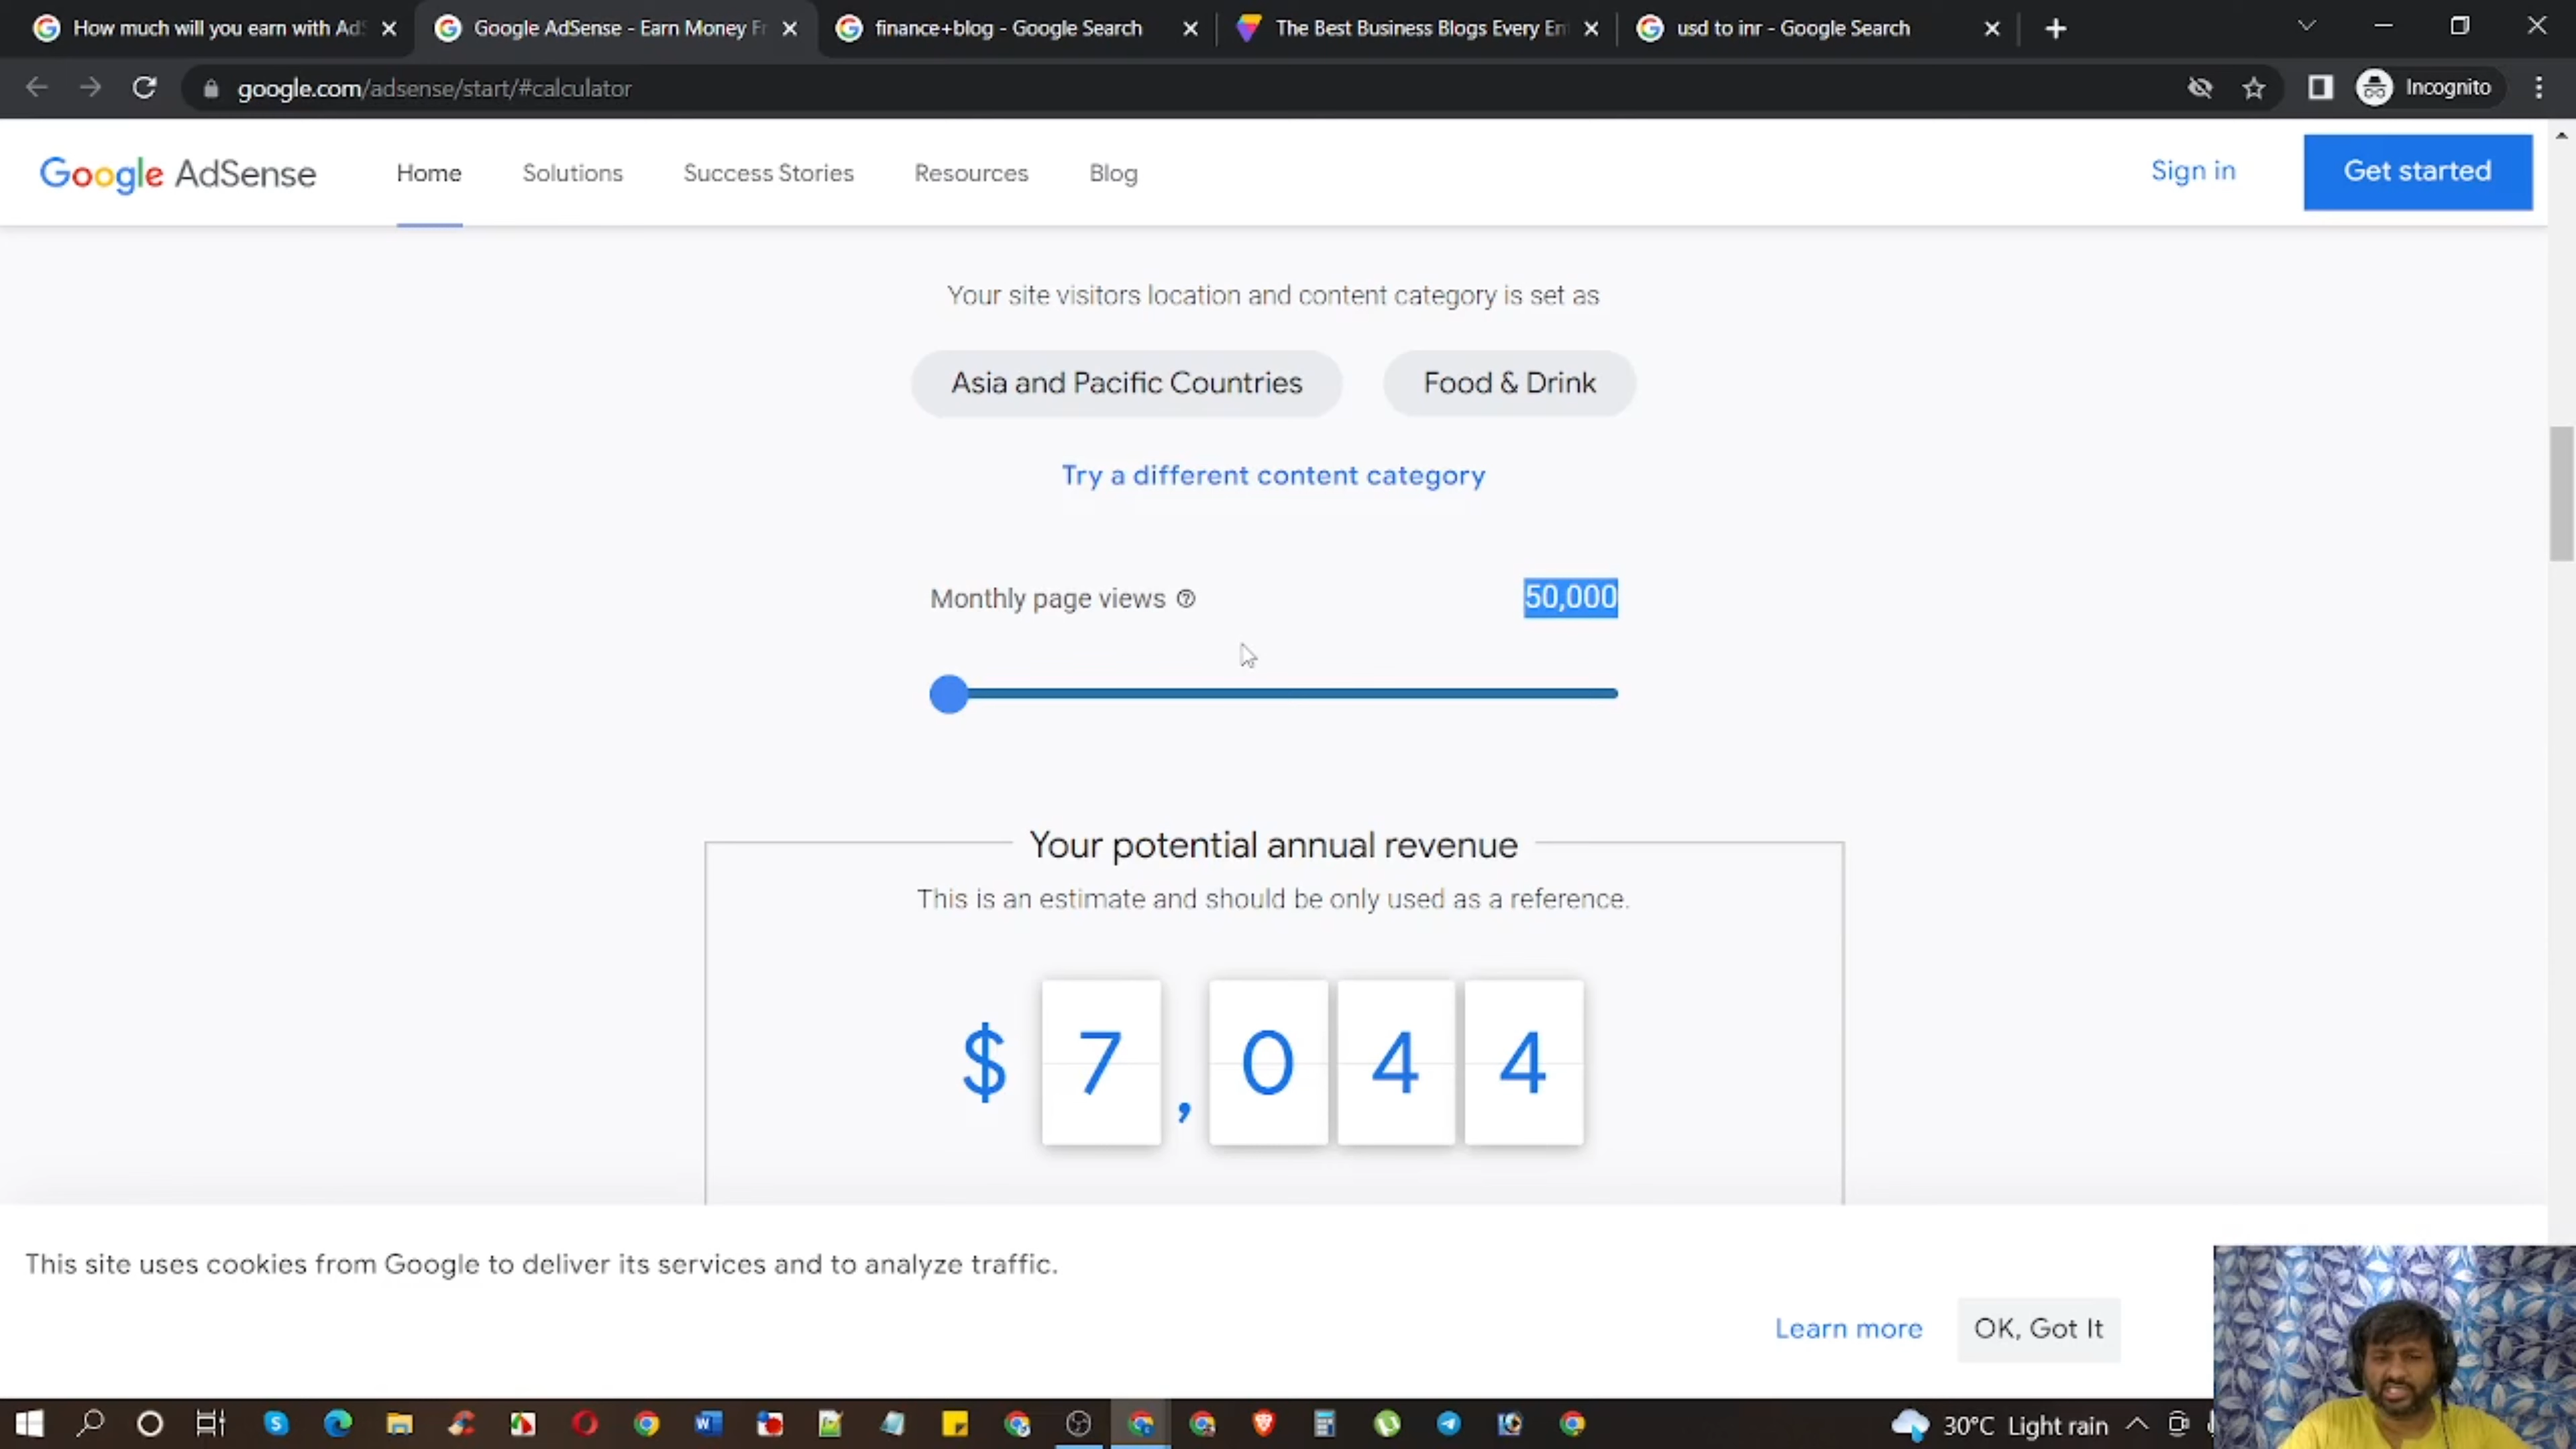 How much will you earn with Ad
Google AdSense - Earn Money F
finance+blog - Google Search
The Best Business Blogs Every En
usd to inr - Google Search
google.com/adsense/start/#calculator
Incognito
Google AdSense
Home
Solutions
Success Stories
Resources
Blog
Sign in
Get started
Your site visitors location and content category is set as
Asia and Pacific Countries
Food & Drink
Try a different content category
Monthly page views
50,000
Your potential annual revenue
This is an estimate and should be only used as a reference.
$ 7,044
This site uses cookies from Google to deliver its services and to analyze traffic.
Learn more
OK, Got It
30°C Light rain